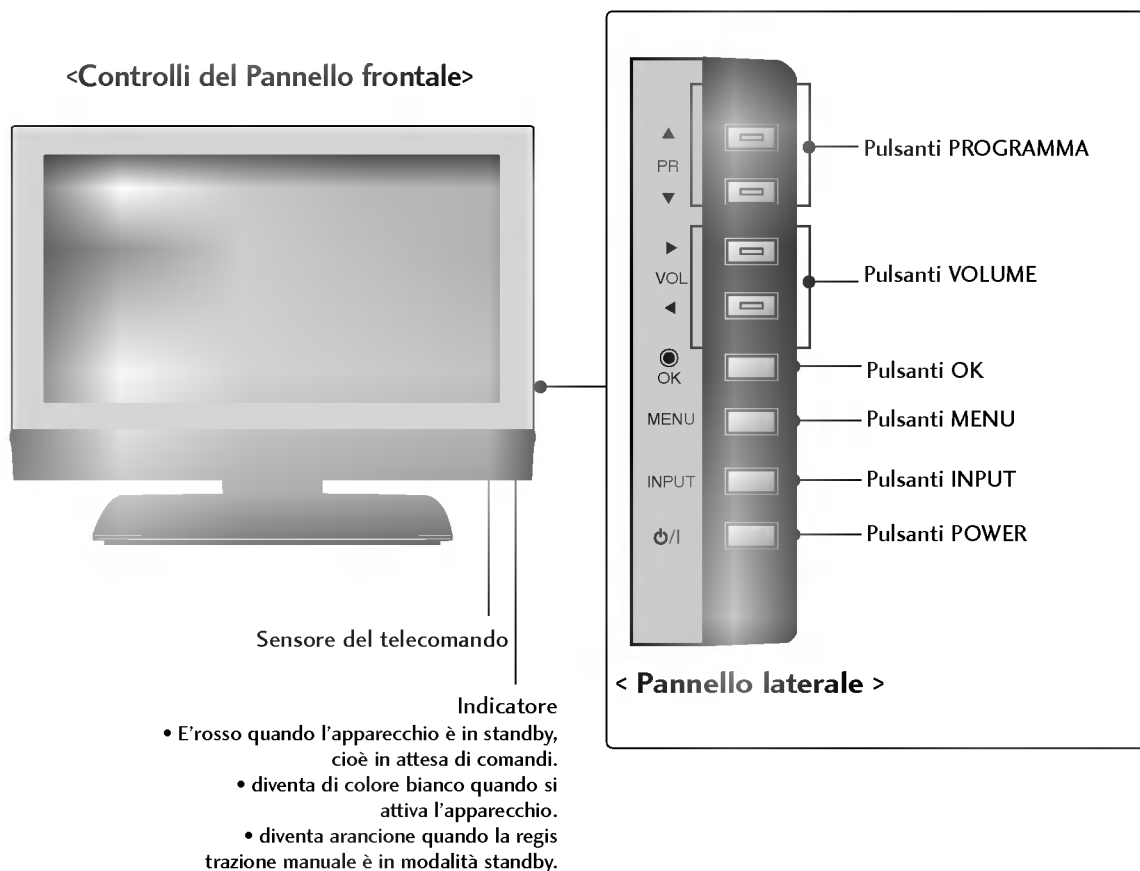 <Controlli del Pannello frontale>
▲
PR
▼
►
VOL
◄
OK
MENU
INPUT
/I
Pulsanti PROGRAMMA
Pulsanti VOLUME
Pulsanti OK
Pulsanti MENU
Pulsanti INPUT
Pulsanti POWER
< Pannello laterale >
Sensore del telecomando
Indicatore
• E'rosso quando l'apparecchio è in standby,
cioè in attesa di comandi.
• diventa di colore bianco quando si
attiva l'apparecchio.
• diventa arancione quando la regis
trazione manuale è in modalità standby.